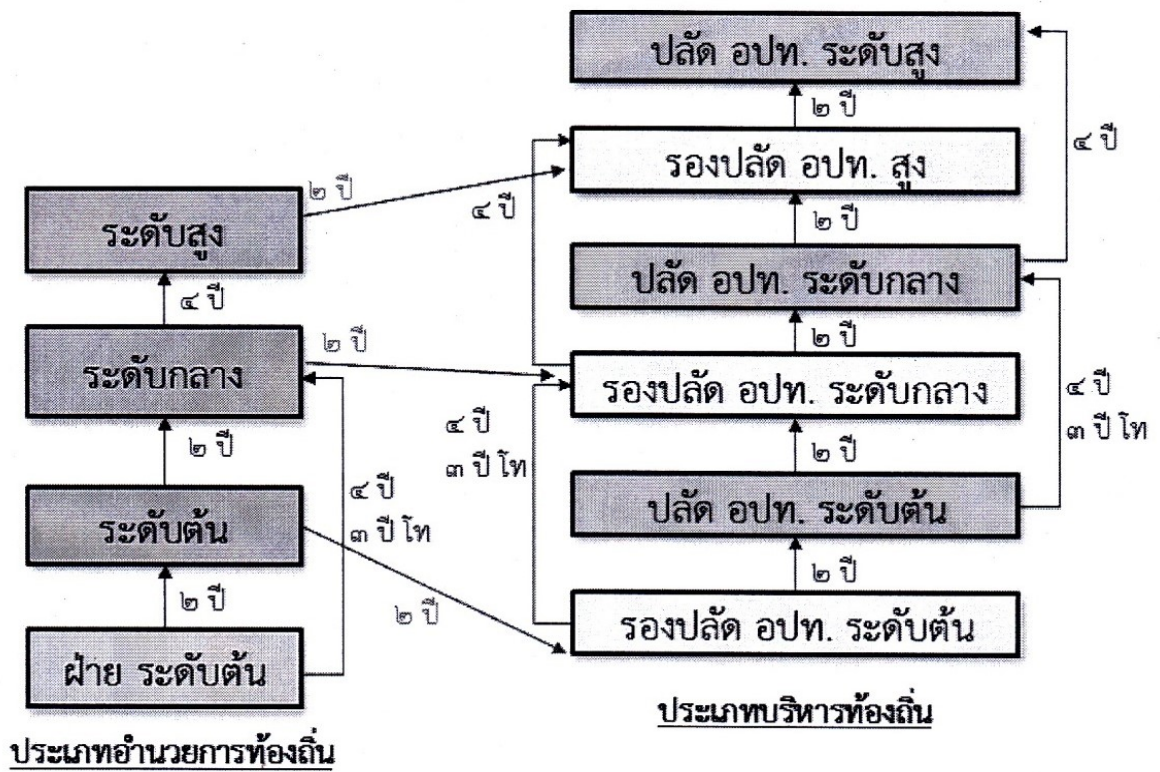 ปลัด อปท. ระดับสูง
๒ ปี
๔ ปี
รองปลัด อปท. สูง
๒ ปี
๔ ปี
ระดับสูง
๒ ปี
ปลัด อปท. ระดับกลาง
๔ ปี
๒ ปี
๒ ปี
ระดับกลาง
รองปลัด อปท. ระดับกลาง
๔ ปี
๓ ปี โท
๔ ปี
๓ ปี โท
๒ ปี
๒ ปี
๔ ปี
๓ ปี โท
ระดับต้น
ปลัด อปท. ระดับต้น
๒ ปี
๒ ปี
๒ ปี
รองปลัด อปท. ระดับต้น
ฝ่าย ระดับต้น
ประเภทบริหารท้องถิ่น
ประเภทอำนวยการท้องถิ่น